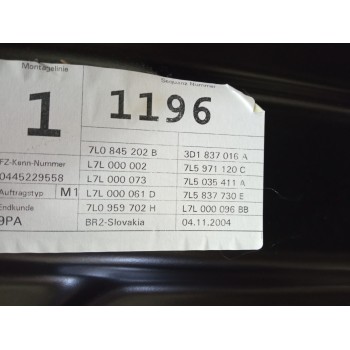 Montagelinie Sequenz Nummer
1 1196
7L0 845 202 B 3D1 837 016 A
FZ-Kenn-Nummer L7L 000 002 7L5 971 120 C
0445229558 L7L 000 073 7L5 035 411 A
Auftragstyp M1 L7L 000 061 D 7L5 837 730 E
Endkunde 7L0 959 702 H L7L 000 096 BB
9PA BR2-Slovakia 04.11.2004